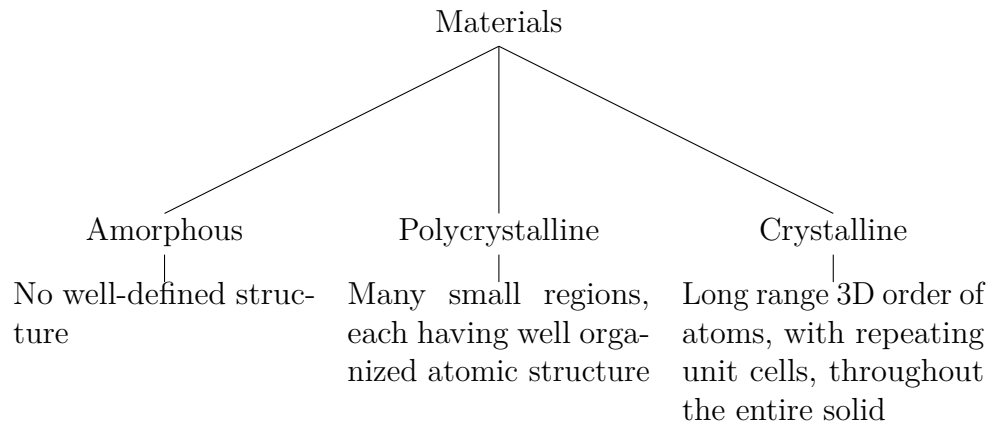 Materials
Amorphous
Polycrystalline
Crystalline
No well-defined struc-
ture
Many small regions,
each having well orga-
nized atomic structure
Long range 3D order of
atoms, with repeating
unit cells, throughout
the entire solid